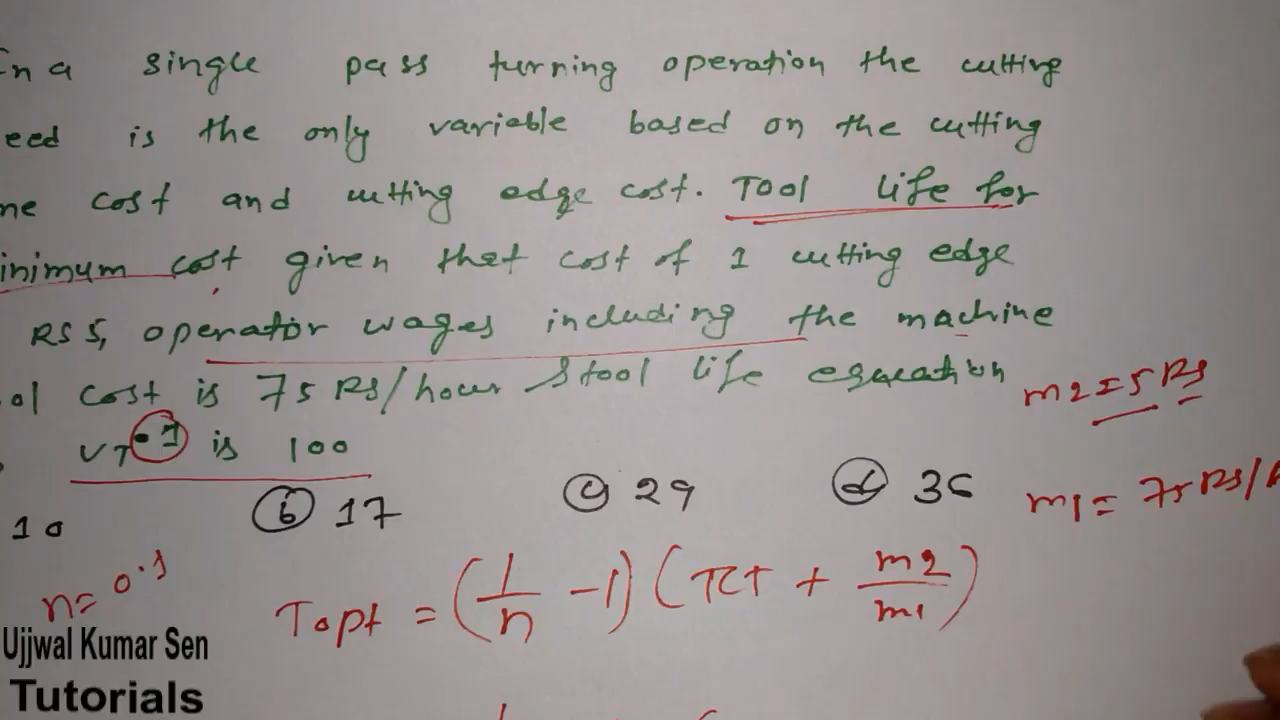 In a single pass turning operation the cutting
eed is the only variable based on the cutting
me cost and cutting edge cost. Tool life for
inimum cost given that cost of 1 cutting edge
RS 5, operator wages including the machine
ol cost is 75 RS/hour & tool life equation
VT^.1 is 100
m2 = 5 RS
m1 = 75 RS/h
10 (b) 17 (c) 29 (d) 36
n = 0.1
Topt = (1/n - 1) (TCT + m2/m1)
Ujjwal Kumar Sen
Tutorials